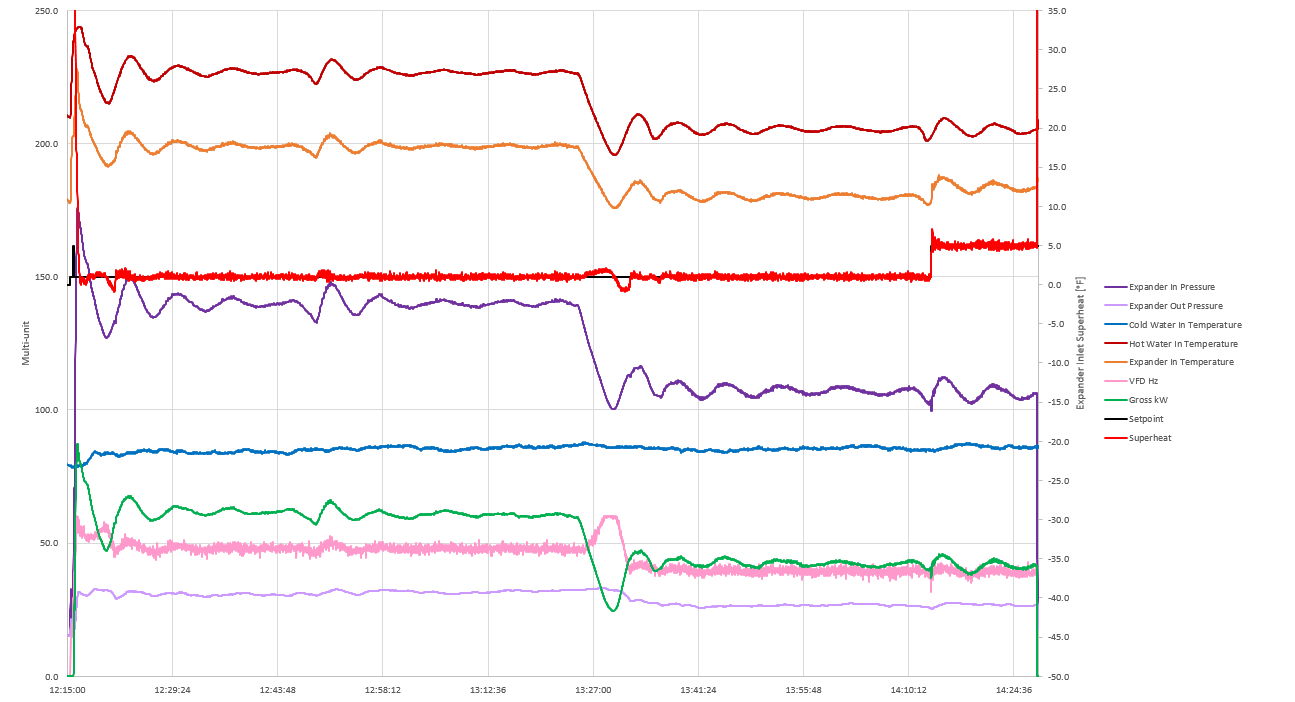 250.0
200.0
150.0
100.0
50.0
0.0
Multi-unit
35.0
30.0
25.0
20.0
15.0
10.0
5.0
0.0
-5.0
-10.0
-15.0
-20.0
-25.0
-30.0
-35.0
-40.0
-45.0
-50.0
Expander Inlet Superheat [°F]
12:15:00 12:29:24 12:43:48 12:58:12 13:12:36 13:27:00 13:41:24 13:55:48 14:10:12 14:24:36
Expander In Pressure
Expander Out Pressure
Cold Water In Temperature
Hot Water In Temperature
Expander In Temperature
VFD Hz
Gross kW
Setpoint
Superheat